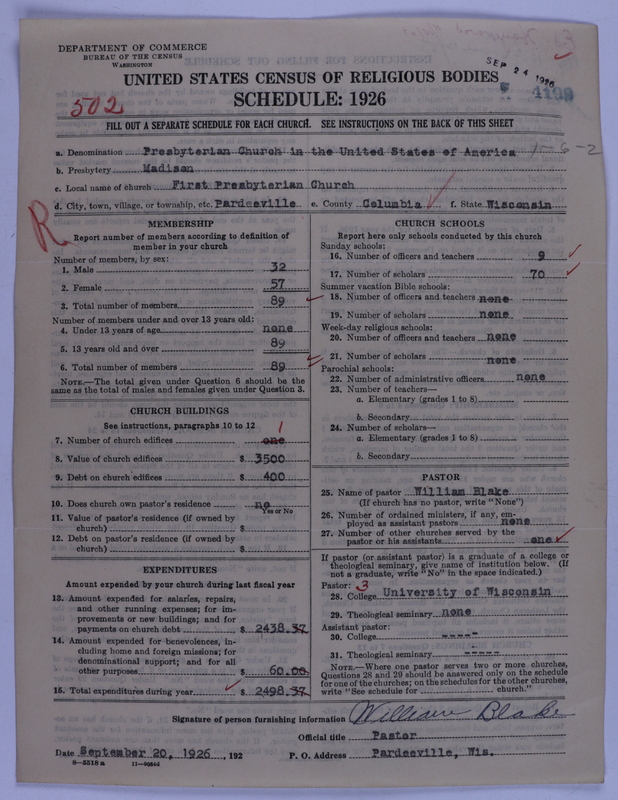 DEPARTMENT OF COMMERCE
BUREAU OF THE CENSUS
WASHINGTON
SEP 24 1926
4169
UNITED STATES CENSUS OF RELIGIOUS BODIES
SCHEDULE: 1926
502
FILL OUT A SEPARATE SCHEDULE FOR EACH CHURCH. SEE INSTRUCTIONS ON THE BACK OF THIS SHEET
a. Denomination Presbyterian Church in the United States of America 1-6-2
b. Presbytery Madison
c. Local name of church First Presbyterian Church
d. City, town, village, or township, etc. Pardeeville e. County Columbia f. State Wisconsin
R
MEMBERSHIP
Report number of members according to definition of
member in your church
Number of members, by sex:
1. Male 32
2. Female 57
3. Total number of members 89
Number of members under and over 13 years old:
4. Under 13 years of age none
5. 13 years old and over 89
6. Total number of members 89
NOTE.—The total given under Question 6 should be the
same as the total of males and females given under Question 3.
CHURCH BUILDINGS
See instructions, paragraphs 10 to 12
1
7. Number of church edifices one
8. Value of church edifices $ 3500
9. Debt on church edifices $ 400
10. Does church own pastor's residence no
Yes or No
11. Value of pastor's residence (if owned by
church) $
12. Debt on pastor's residence (if owned by
church) $
EXPENDITURES
Amount expended by your church during last fiscal year
13. Amount expended for salaries, repairs,
and other running expenses; for im-
provements or new buildings; and for
payments on church debt $ 2438.37
14. Amount expended for benevolences, in-
cluding home and foreign missions; for
denominational support; and for all
other purposes $ 60.00
15. Total expenditures during year $ 2498.37
CHURCH SCHOOLS
Report here only schools conducted by this church
Sunday schools:
16. Number of officers and teachers 9
17. Number of scholars 70
Summer vacation Bible schools:
18. Number of officers and teachers none
19. Number of scholars none
Week-day religious schools:
20. Number of officers and teachers none
21. Number of scholars none
Parochial schools:
22. Number of administrative officers none
23. Number of teachers—
a. Elementary (grades 1 to 8)
b. Secondary
24. Number of scholars—
a. Elementary (grades 1 to 8)
b. Secondary
PASTOR
25. Name of pastor William Blake
(If church has no pastor, write "None")
26. Number of ordained ministers, if any, em-
ployed as assistant pastors none
27. Number of other churches served by the
pastor or his assistants one
If pastor (or assistant pastor) is a graduate of a college or
theological seminary, give name of institution below. (If
not a graduate, write "No" in the space indicated.)
Pastor: 3
28. College University of Wisconsin
29. Theological seminary none
Assistant pastor:
30. College ----
31. Theological seminary -----
NOTE.—Where one pastor serves two or more churches,
Questions 28 and 29 should be answered only on the schedule
for one of the churches; on the schedules for the other churches,
write "See schedule for church."
Signature of person furnishing information William Blake
Official title Pastor
Date September 20, 1926, 192 P. O. Address Pardeeville, Wis.
8—5518 a